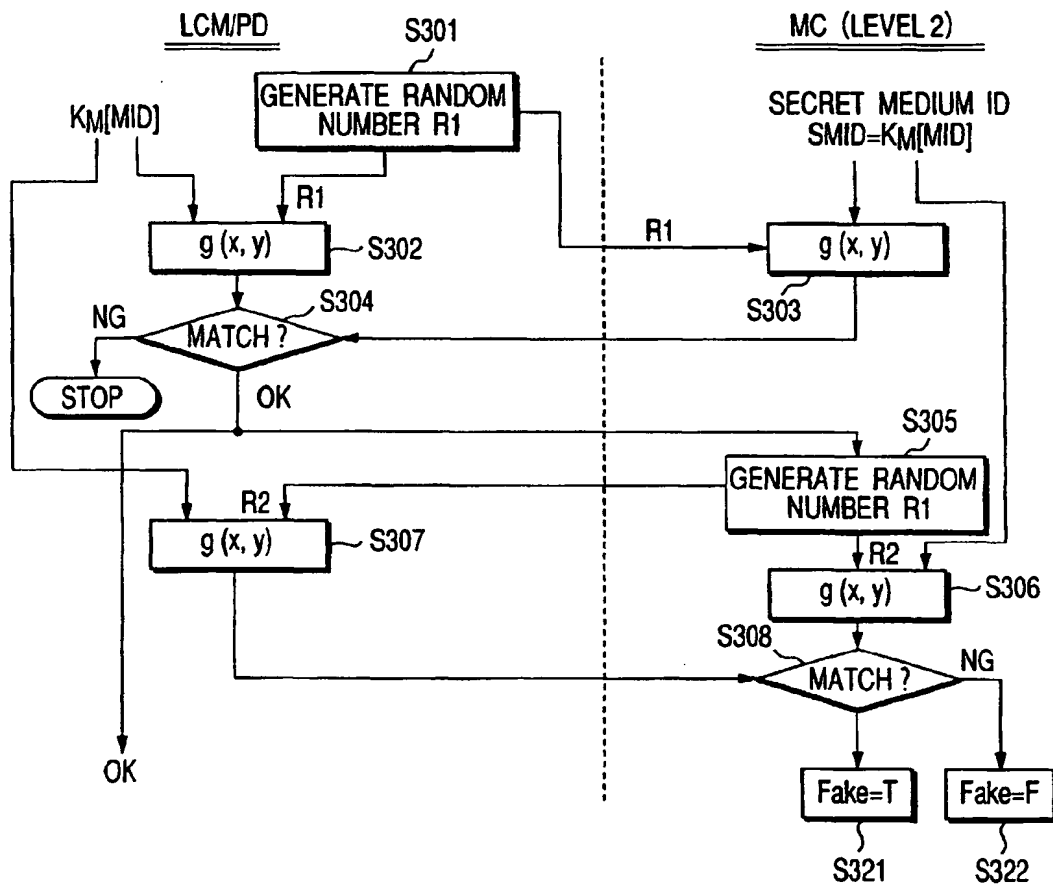 LCM/PD
MC (LEVEL 2)
S301
GENERATE RANDOM
NUMBER R1
KM[MID]
SECRET MEDIUM ID
SMID=KM[MID]
R1
R1
g (x, y)
S302
g (x, y)
S303
S304
NG
MATCH ?
STOP
OK
S305
GENERATE RANDOM
NUMBER R1
R2
g (x, y)
S307
R2
g (x, y)
S306
S308
MATCH ?
NG
OK
Fake=T
Fake=F
S321
S322